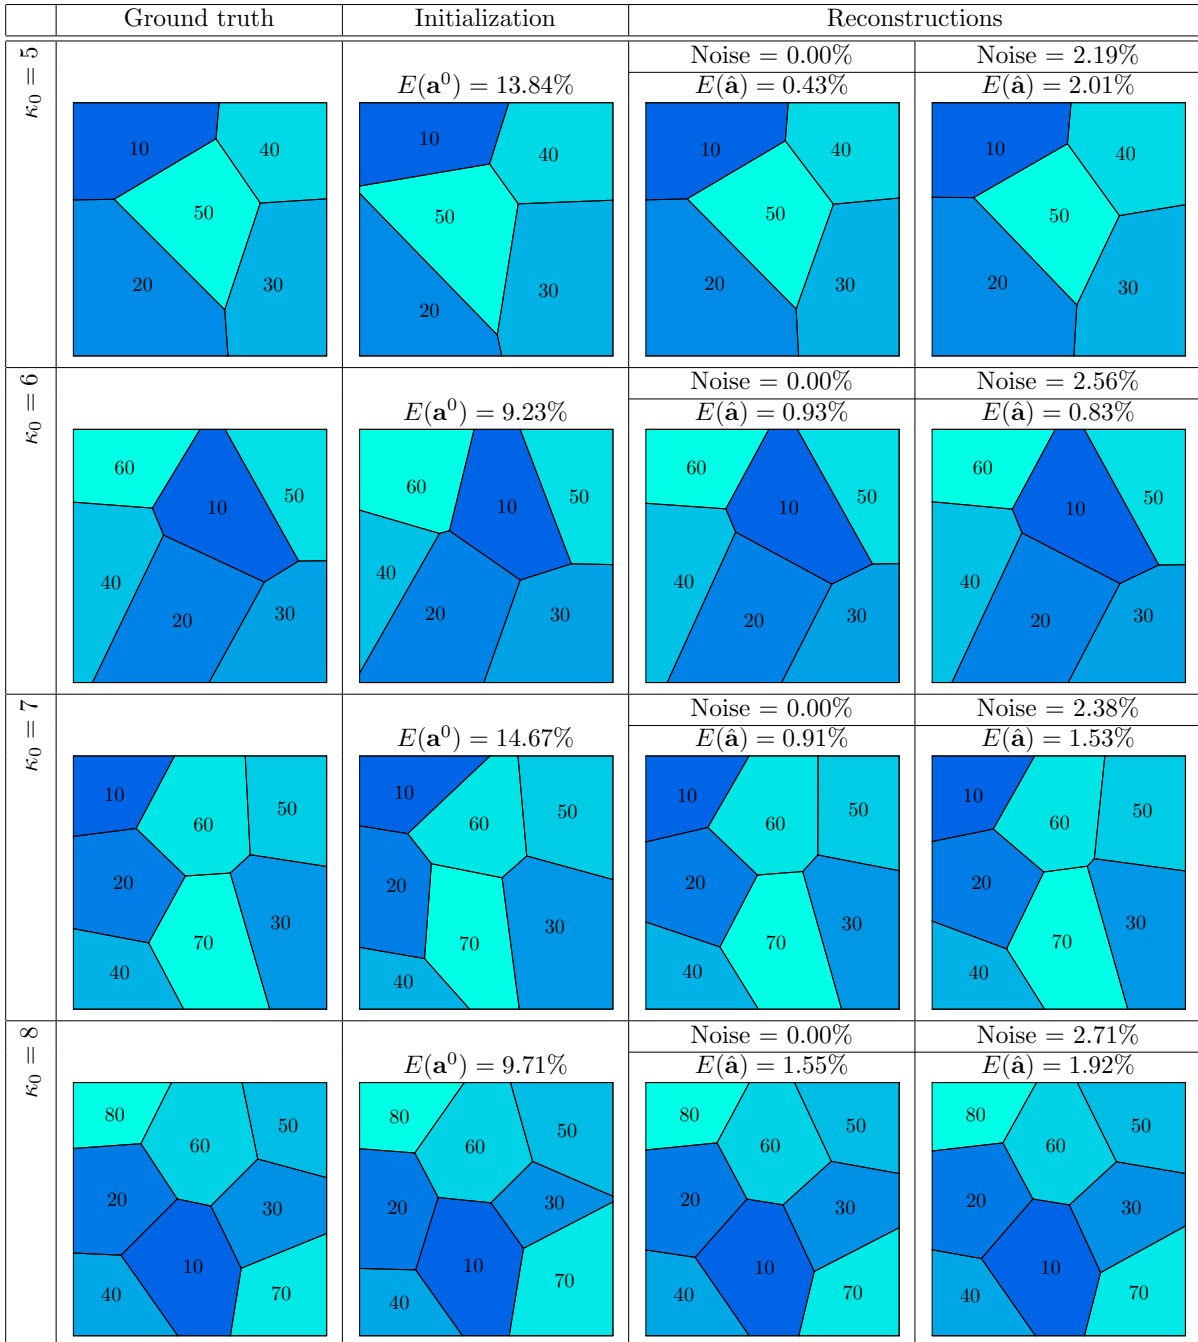 Ground truth Initialization Reconstructions
κ₀ = 5
Noise = 0.00% Noise = 2.19%
E(a⁰) = 13.84% E(â) = 0.43% E(â) = 2.01%
10 40 50 20 30
10 40 50 20 30
10 40 50 20 30
10 40 50 20 30
κ₀ = 6
Noise = 0.00% Noise = 2.56%
E(a⁰) = 9.23% E(â) = 0.93% E(â) = 0.83%
60 10 50 40 20 30
60 10 50 40 20 30
60 10 50 40 20 30
60 10 50 40 20 30
κ₀ = 7
Noise = 0.00% Noise = 2.38%
E(a⁰) = 14.67% E(â) = 0.91% E(â) = 1.53%
10 60 50 20 30 70 40
10 60 50 20 30 70 40
10 60 50 20 30 70 40
10 60 50 20 30 70 40
κ₀ = 8
Noise = 0.00% Noise = 2.71%
E(a⁰) = 9.71% E(â) = 1.55% E(â) = 1.92%
80 60 50 20 30 10 40 70
80 60 50 20 30 10 40 70
80 60 50 20 30 10 40 70
80 60 50 20 30 10 40 70